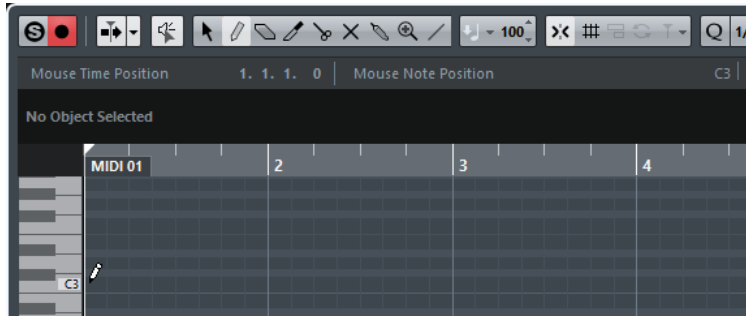 S 100 Q 1/
Mouse Time Position 1. 1. 1. 0 Mouse Note Position C3
No Object Selected
MIDI 01 2 3 4
C3